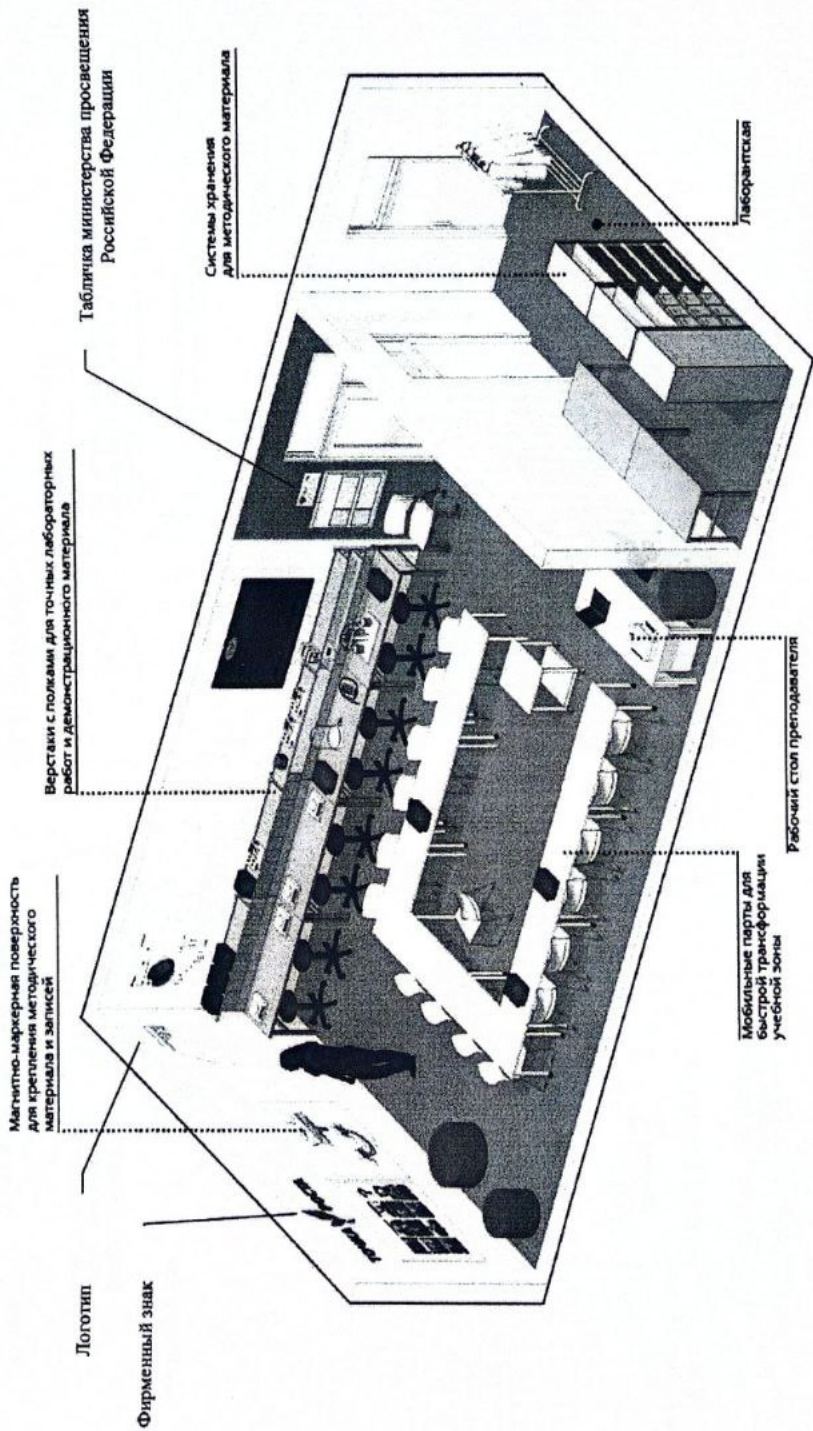 Логотип
Фирменный знак
Магнитно-маркерная поверхность
для крепления методического
материала и записей
Верстаки с полками для точных лабораторных
работ и демонстрационного материала
Табличка министерства просвещения
Российской Федерации
Системы хранения
для методического материала
Мобильные парты для
быстрой трансформации
учебной зоны
Рабочий стол преподавателя
Лаборантская